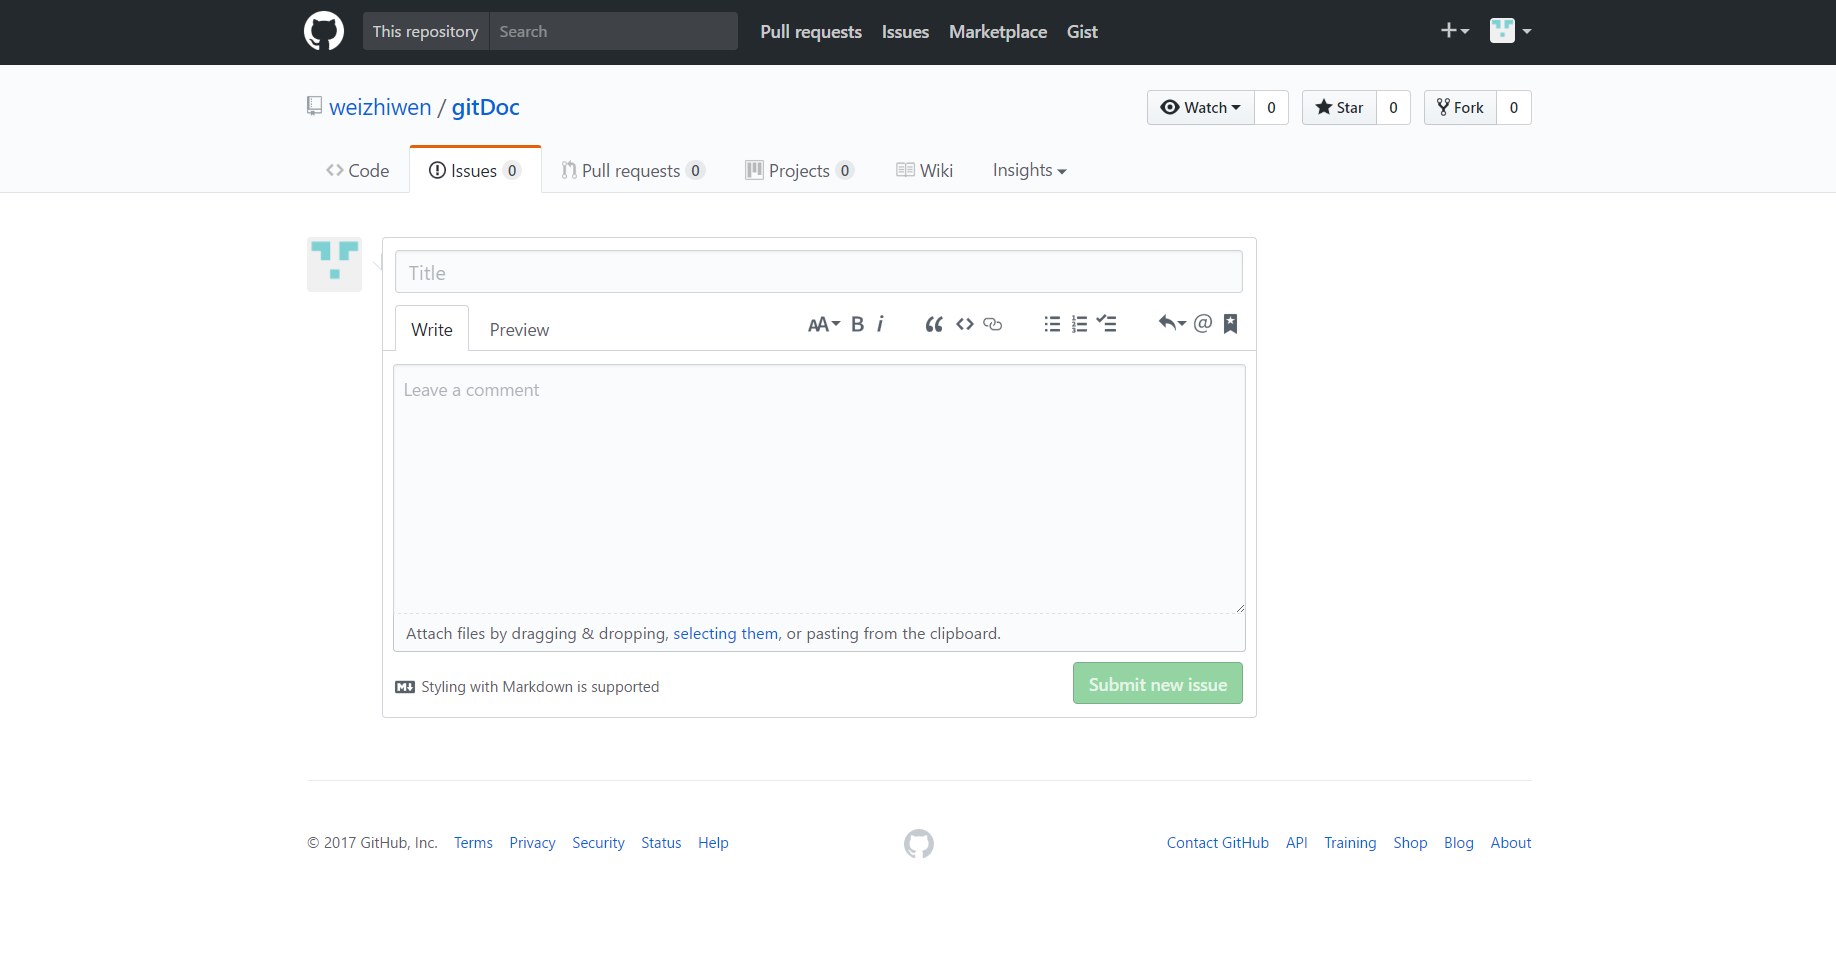 This repository Search Pull requests Issues Marketplace Gist
weizhiwen / gitDoc Watch 0 Star 0 Fork 0
Code Issues 0 Pull requests 0 Projects 0 Wiki Insights
Title
Write Preview AA B i
Leave a comment
Attach files by dragging & dropping, selecting them, or pasting from the clipboard.
Styling with Markdown is supported Submit new issue
© 2017 GitHub, Inc. Terms Privacy Security Status Help Contact GitHub API Training Shop Blog About